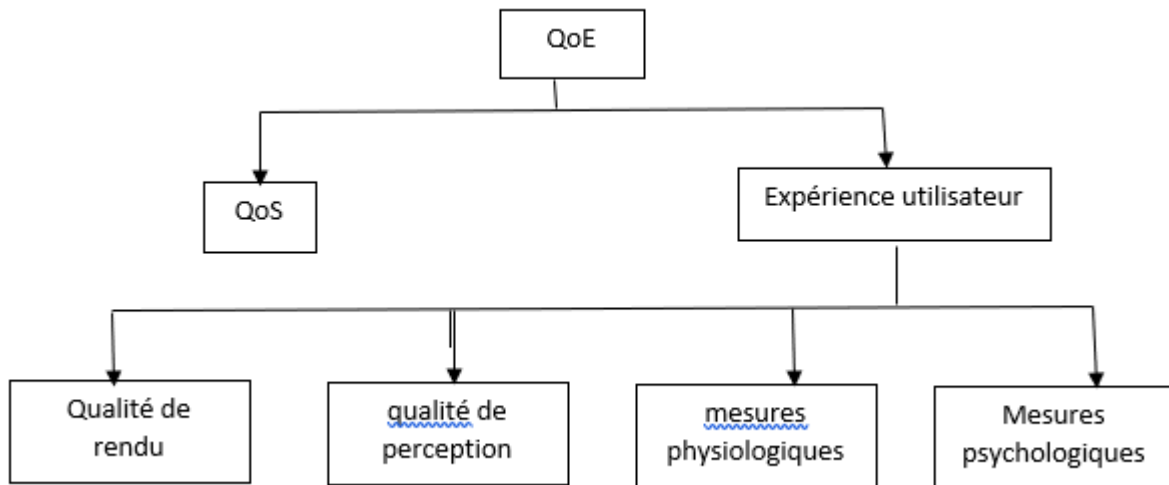 QoE
QoS
Expérience utilisateur
Qualité de
rendu
qualité de
perception
mesures
physiologiques
Mesures
psychologiques